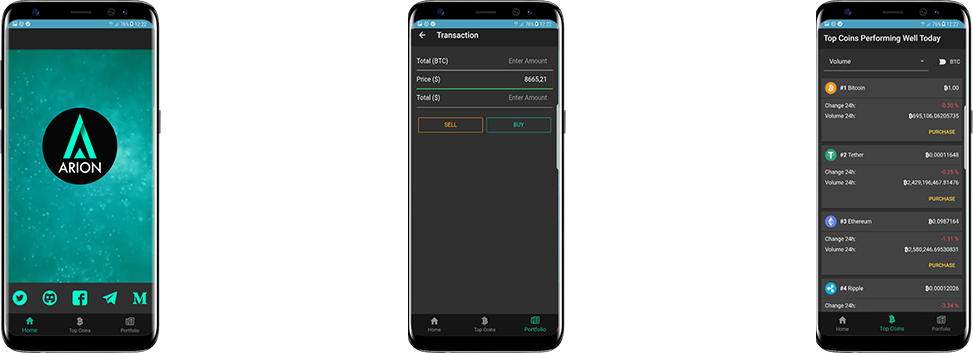 76% 12:22
ARION
M
Home
Top Coins
Portfolio
76% 12:22
Transaction
Total (BTC) Enter Amount
Price ($) 8665,21
Total ($) Enter Amount
SELL BUY
Home
Top Coins
Portfolio
76% 12:22
Top Coins Performing Well Today
Volume BTC
#1 Bitcoin ₿1.00
Change 24h: -0.30 %
Volume 24h: ₿695,106.06205735
PURCHASE
#2 Tether ₿0.00011648
Change 24h: -0.25 %
Volume 24h: ₿2,429,196,467.81476
PURCHASE
#3 Ethereum ₿0.0987164
Change 24h: -1.11 %
Volume 24h: ₿2,580,246.69530831
PURCHASE
#4 Ripple ₿0.00012026
Change 24h: -3.24 %
Home
Top Coins
Portfolio